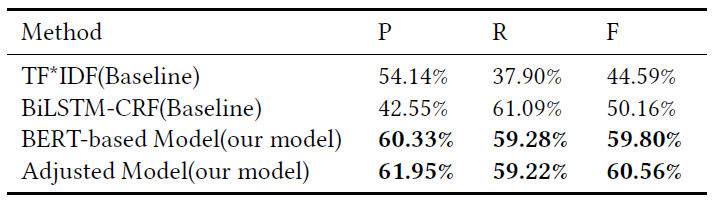 Method P R F
TF*IDF(Baseline) 54.14% 37.90% 44.59%
BiLSTM-CRF(Baseline) 42.55% 61.09% 50.16%
BERT-based Model(our model) 60.33% 59.28% 59.80%
Adjusted Model(our model) 61.95% 59.22% 60.56%